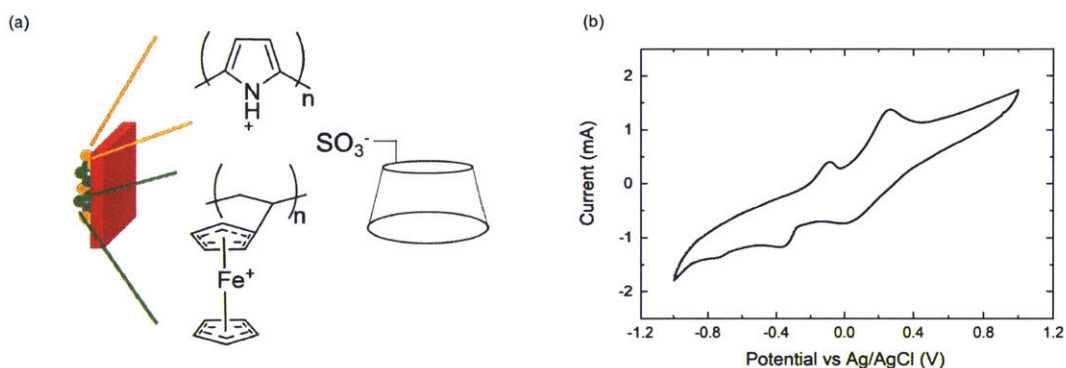 (a)
n
N
H
+
SO₃⁻
n
Fe⁺
(b)
Current (mA)
2
1
0
-1
-2
-1.2 -0.8 -0.4 0.0 0.4 0.8 1.2
Potential vs Ag/AgCl (V)